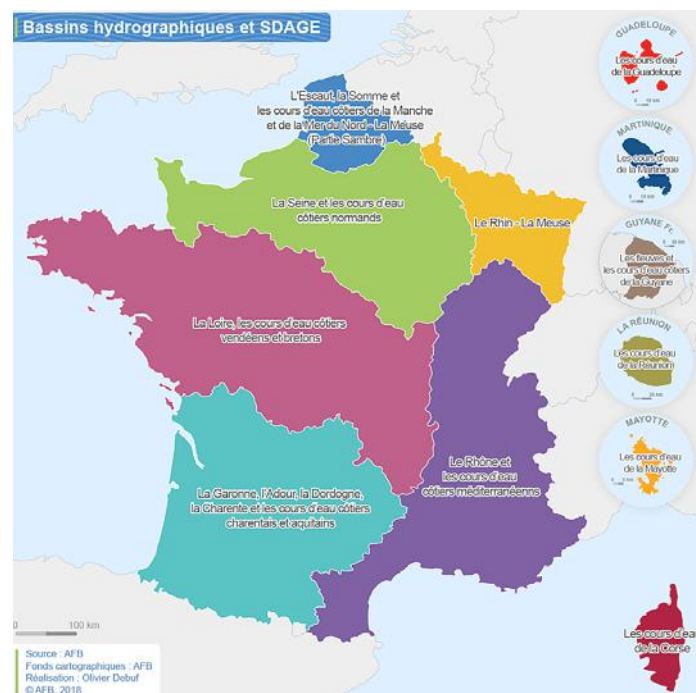 Bassins hydrographiques et SDAGE
GUADELOUPE
Les cours d'eau
de la Guadeloupe
0 10 km
L'Escaut, la Somme et
les cours d'eau côtiers de la Manche
et de la Mer du Nord - La Meuse
(Partie Sambre)
MARTINIQUE
Les cours d'eau
de la Martinique
0 10 km
La Seine et les cours d'eau
côtiers normands
Le Rhin - La Meuse
GUYANE Fr.
Les fleuves et
les cours d'eau côtiers
de la Guyane
La Loire, les cours d'eau côtiers
vendéens et bretons
LA RÉUNION
Les cours d'eau
de la Réunion
MAYOTTE
Les cours d'eau
de la Mayotte
Le Rhône et
les cours d'eau
côtiers méditerranéens
La Garonne, l'Adour, la Dordogne,
la Charente et les cours d'eau côtiers
charentais et aquitains
Les cours d'eau
de la Corse
0 100 km
Source : AFB
Fonds cartographiques : AFB
Réalisation : Olivier Debuf
© AFB, 2018